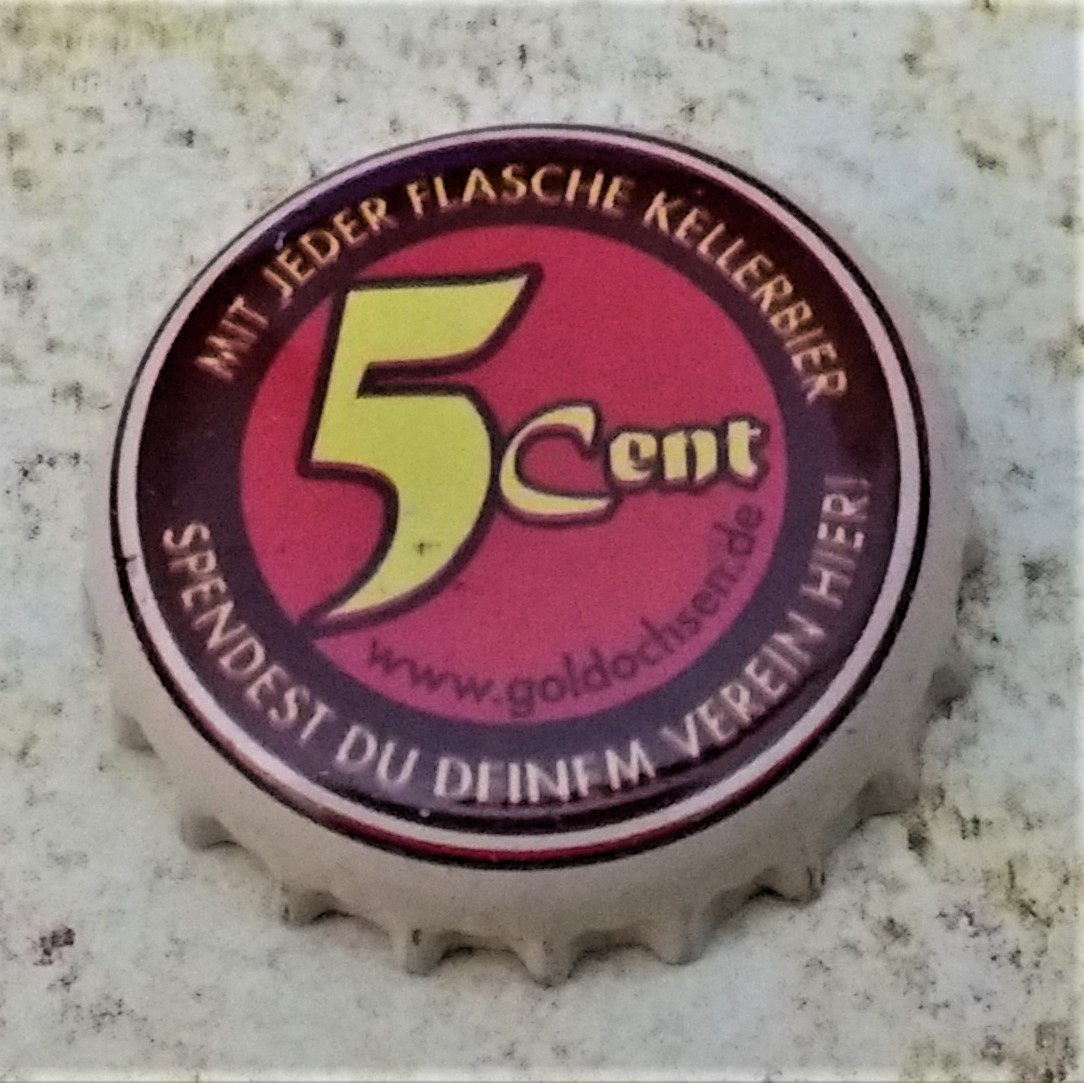 MIT JEDER FLASCHE KELLERBIER
5 Cent
www.goldochsen.de
SPENDEST DU DEINEM VEREIN HIER!